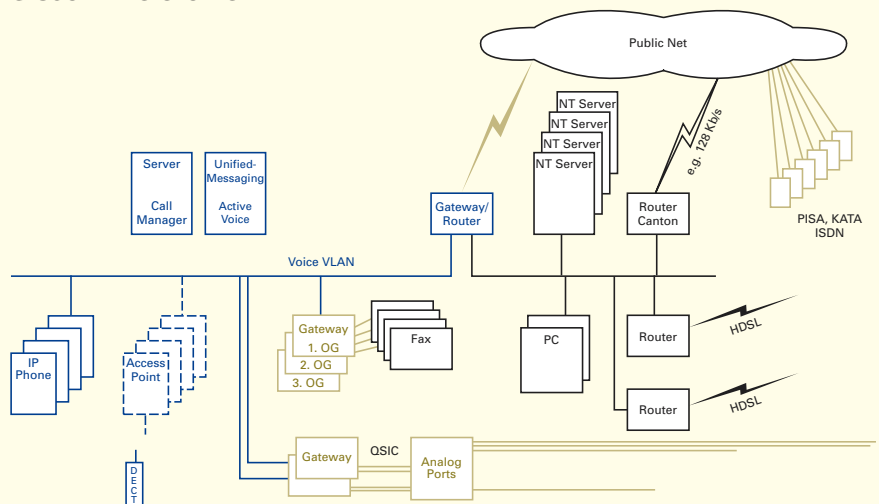 Public Net
NT Server
NT Server
NT Server
NT Server
e.g. 128 Kb/s
Server
Call
Manager
Unified-
Messaging
Active
Voice
Gateway/
Router
Router
Canton
PISA, KATA
ISDN
Voice VLAN
IP
Phone
Access
Point
Gateway
1. OG
2. OG
3. OG
Fax
PC
Router
HDSL
Router
HDSL
DECT
Gateway
QSIC
Analog
Ports